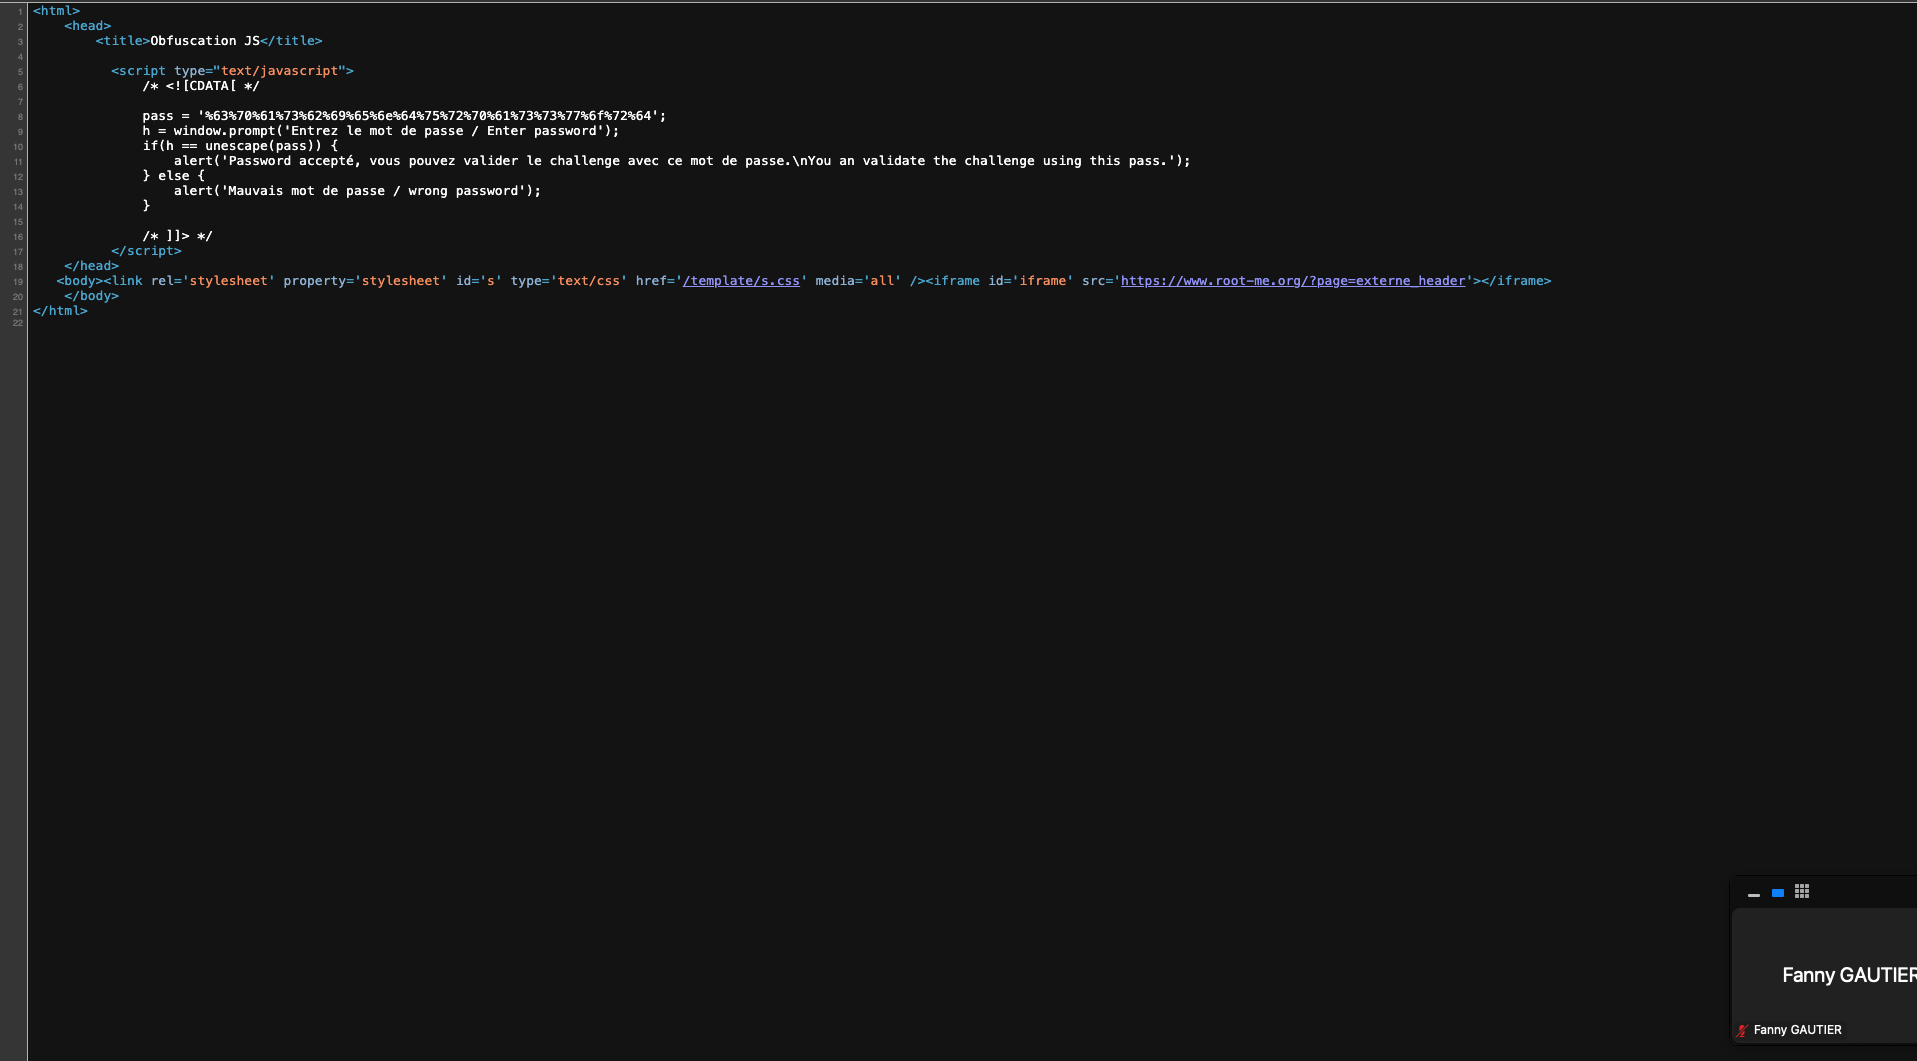 1 <html>
2 <head>
3 <title>Obfuscation JS</title>
4
5 <script type="text/javascript">
6 /* <![CDATA[ */
7
8 pass = '%63%70%61%73%62%69%65%6e%64%75%72%70%61%73%73%77%6f%72%64';
9 h = window.prompt('Entrez le mot de passe / Enter password');
10 if(h == unescape(pass)) {
11 alert('Password accepté, vous pouvez valider le challenge avec ce mot de passe.\nYou an validate the challenge using this pass.');
12 } else {
13 alert('Mauvais mot de passe / wrong password');
14 }
15
16 /* ]]> */
17 </script>
18 </head>
19 <body><link rel='stylesheet' property='stylesheet' id='s' type='text/css' href='/template/s.css' media='all' /><iframe id='iframe' src='https://www.root-me.org/?page=externe_header'></iframe>
20 </body>
21 </html>
22
Fanny GAUTIER
Fanny GAUTIER